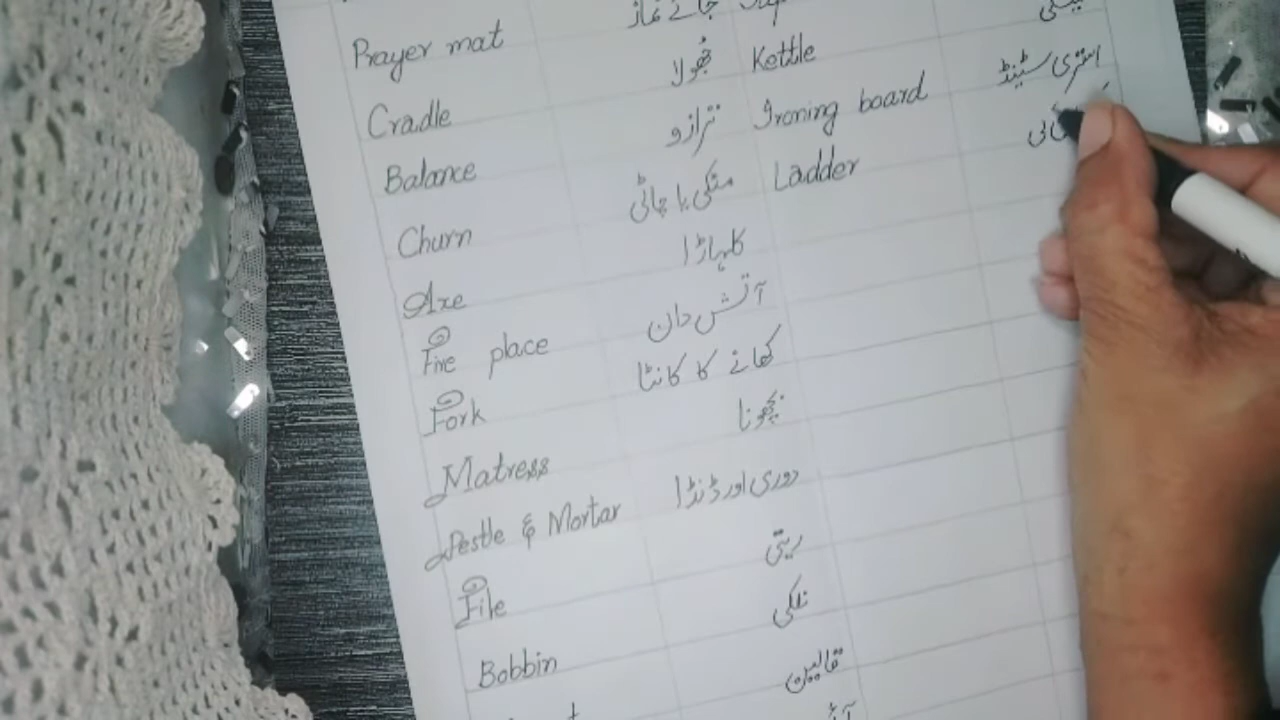 Prayer mat جائے نماز
Cradle جھولا Kettle کیتلی
Balance ترازو Ironing board استری سٹینڈ
Churn مٹکی یا چاٹی Ladder
Axe کلہاڑا
Fire place آتش دان
Fork کھانے کا کانٹا
Matress بچھونا
Pestle & Mortar دوری اور ڈنڈا
File ریتی
Bobbin نلکی
قالین